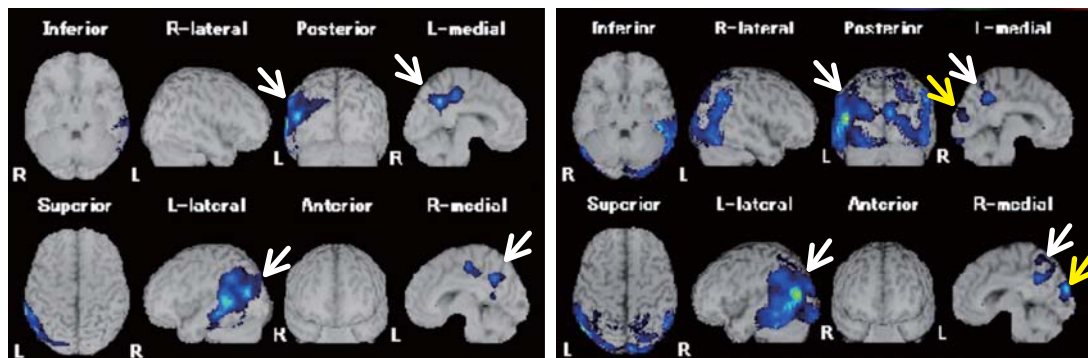 Inferior R-lateral Posterior L-medial
R L L R
Superior L-lateral Anterior R-medial
L R R L
Inferior R-lateral Posterior L-medial
R L L R
Superior L-lateral Anterior R-medial
L R R L